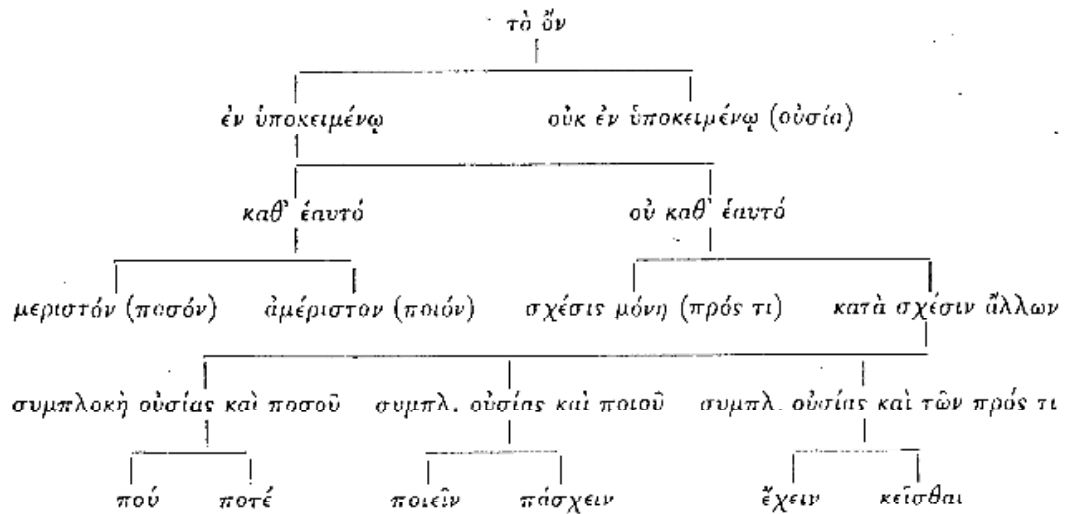 τὸ ὄν
ἐν ὑποκειμένῳ οὐκ ἐν ὑποκειμένῳ (οὐσία)
καθ' ἑαυτό οὐ καθ' ἑαυτό
μεριστόν (ποσόν) ἀμέριστον (ποιόν) σχέσις μόνη (πρός τι) κατὰ σχέσιν ἄλλων
συμπλοκὴ οὐσίας καὶ ποσοῦ συμπλ. οὐσίας καὶ ποιοῦ συμπλ. οὐσίας καὶ τῶν πρός τι
πού ποτέ ποιεῖν πάσχειν ἔχειν κεῖσθαι